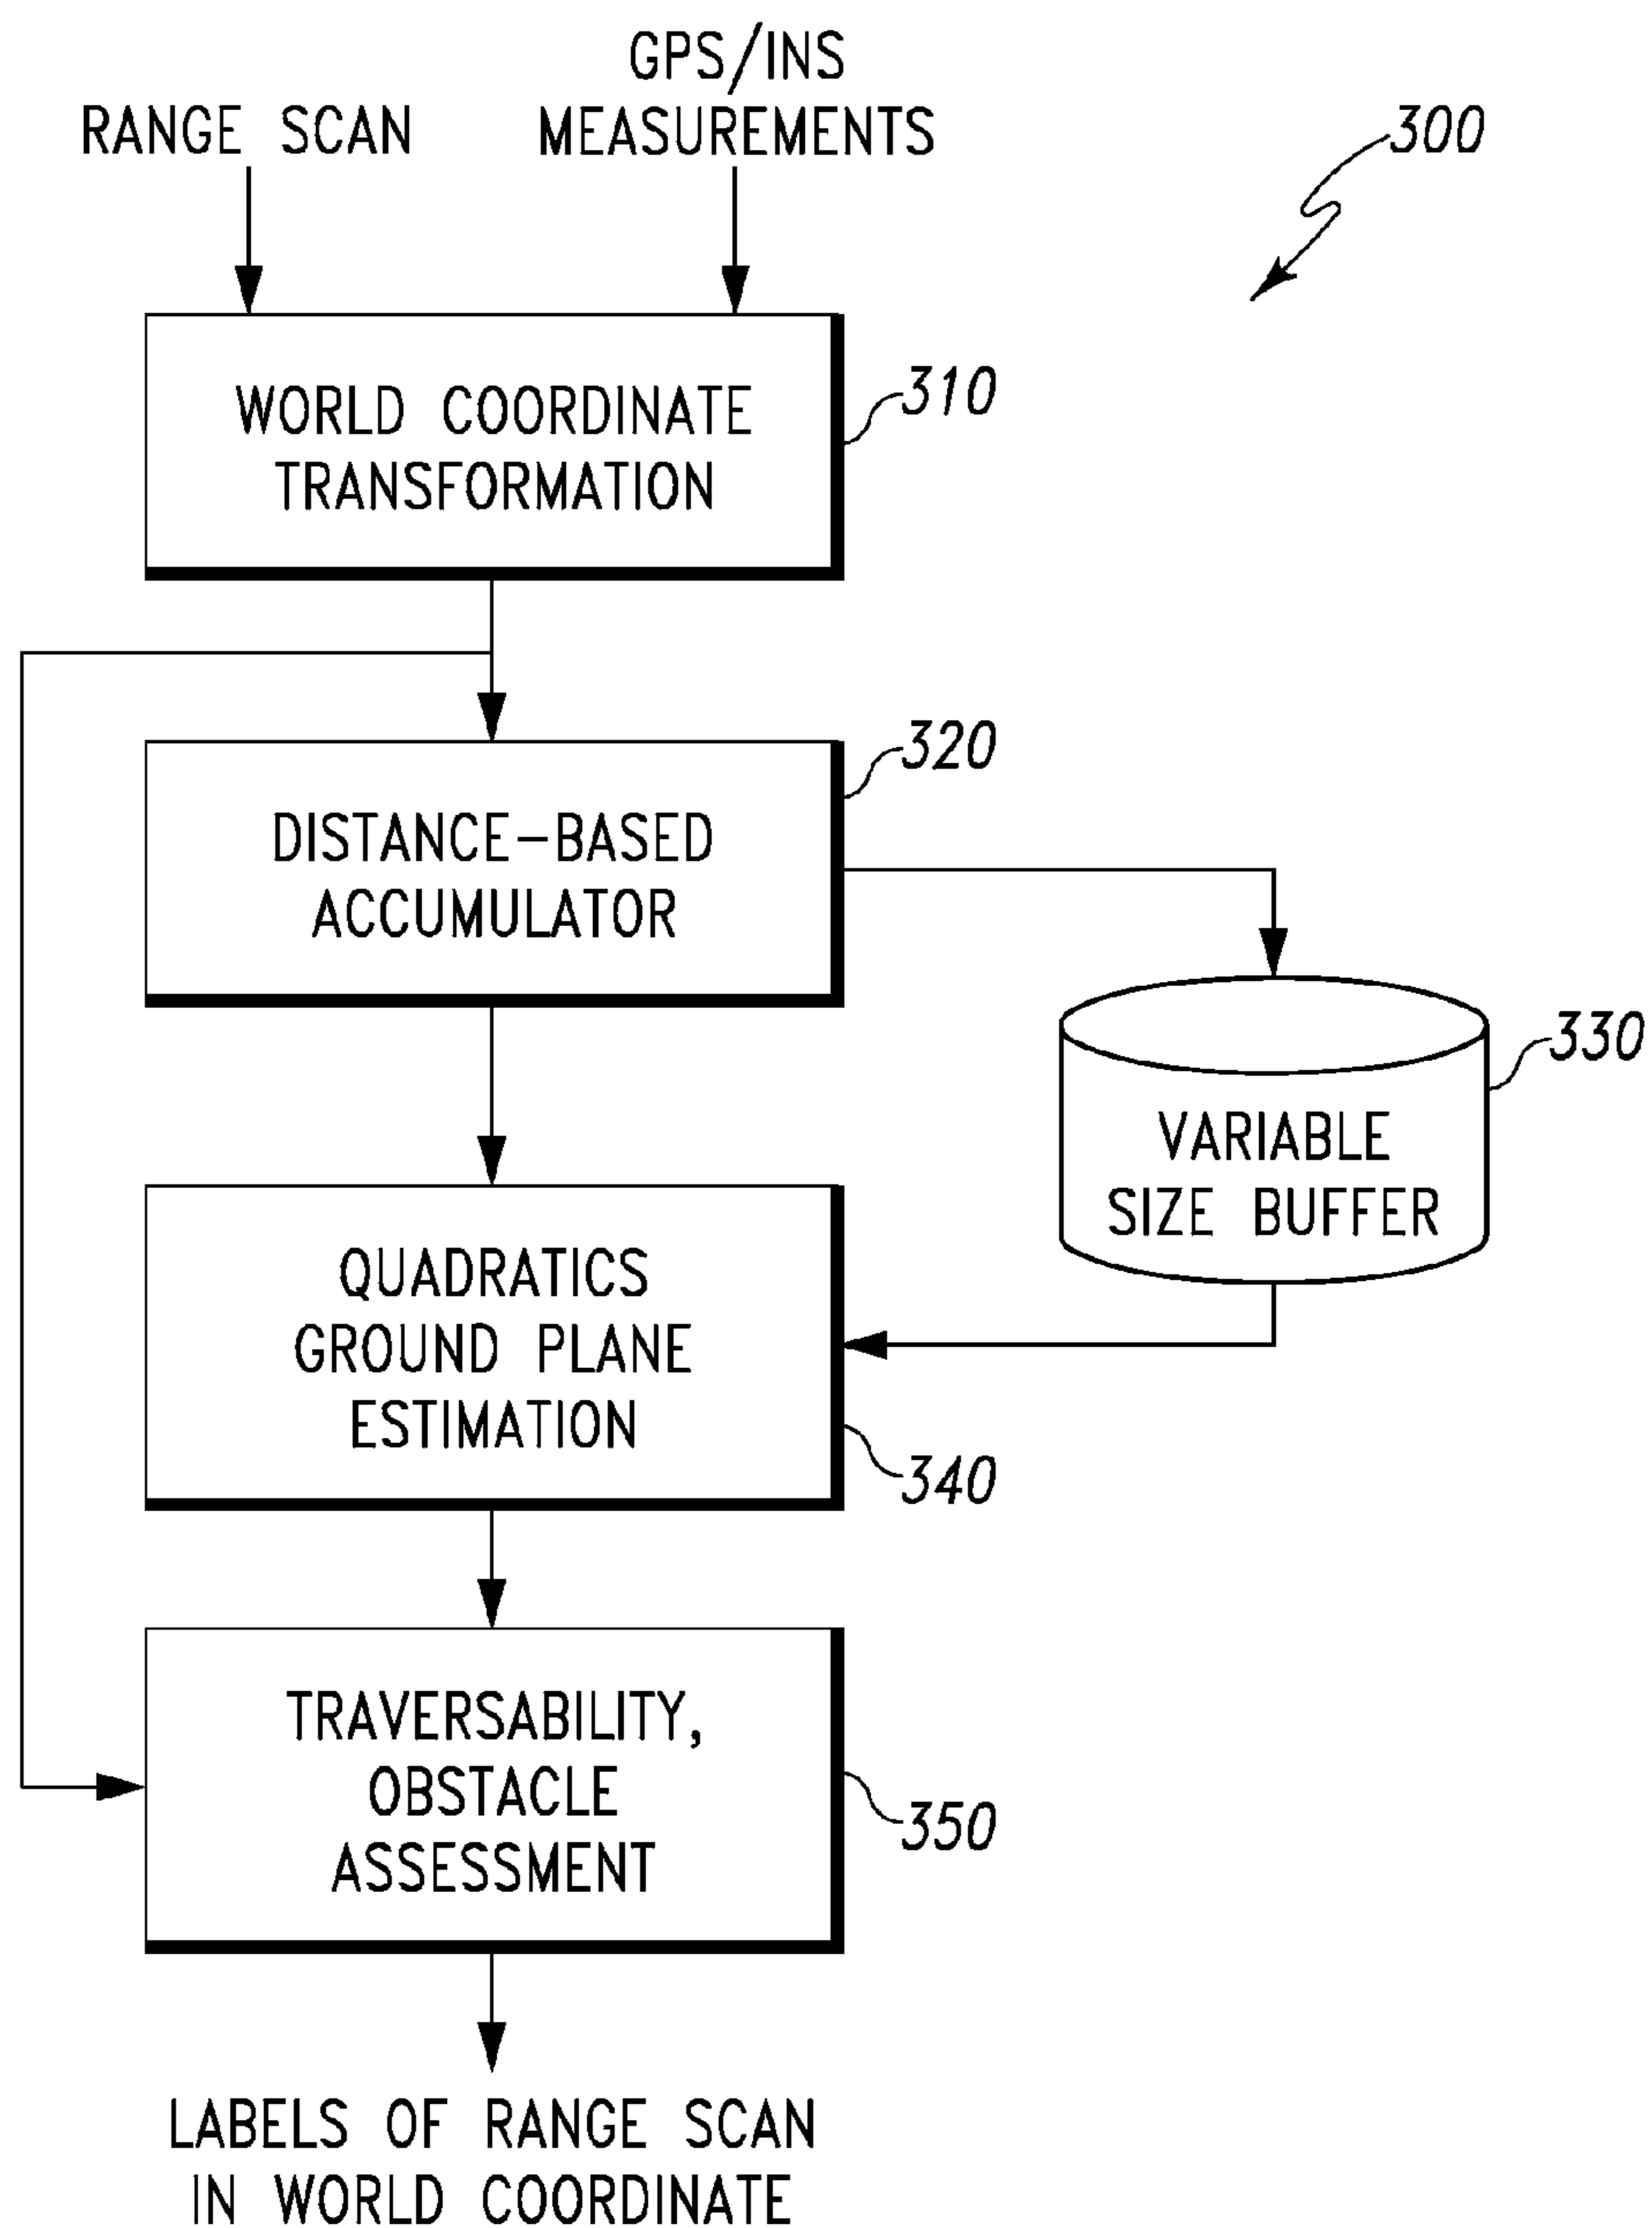 RANGE SCAN
GPS/INS
MEASUREMENTS
300
WORLD COORDINATE
TRANSFORMATION
310
DISTANCE-BASED
ACCUMULATOR
320
VARIABLE
SIZE BUFFER
330
QUADRATICS
GROUND PLANE
ESTIMATION
340
TRAVERSABILITY,
OBSTACLE
ASSESSMENT
350
LABELS OF RANGE SCAN
IN WORLD COORDINATE